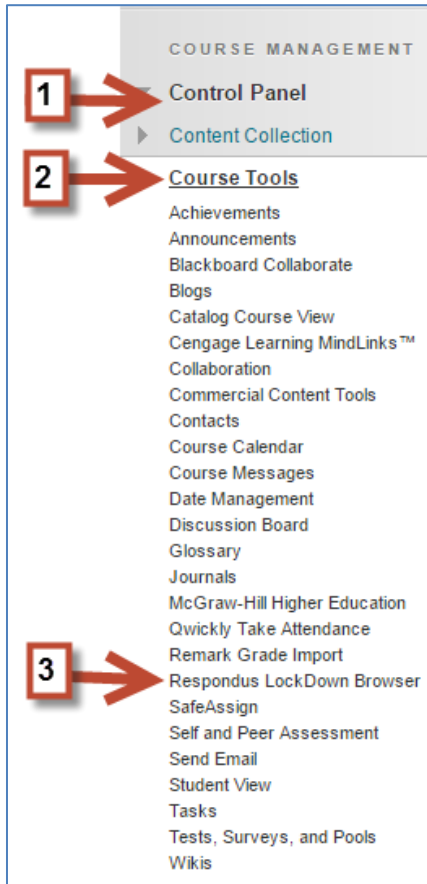 COURSE MANAGEMENT
1 Control Panel
Content Collection
2 Course Tools
Achievements
Announcements
Blackboard Collaborate
Blogs
Catalog Course View
Cengage Learning MindLinks™
Collaboration
Commercial Content Tools
Contacts
Course Calendar
Course Messages
Date Management
Discussion Board
Glossary
Journals
McGraw-Hill Higher Education
Qwickly Take Attendance
Remark Grade Import
3 Respondus LockDown Browser
SafeAssign
Self and Peer Assessment
Send Email
Student View
Tasks
Tests, Surveys, and Pools
Wikis